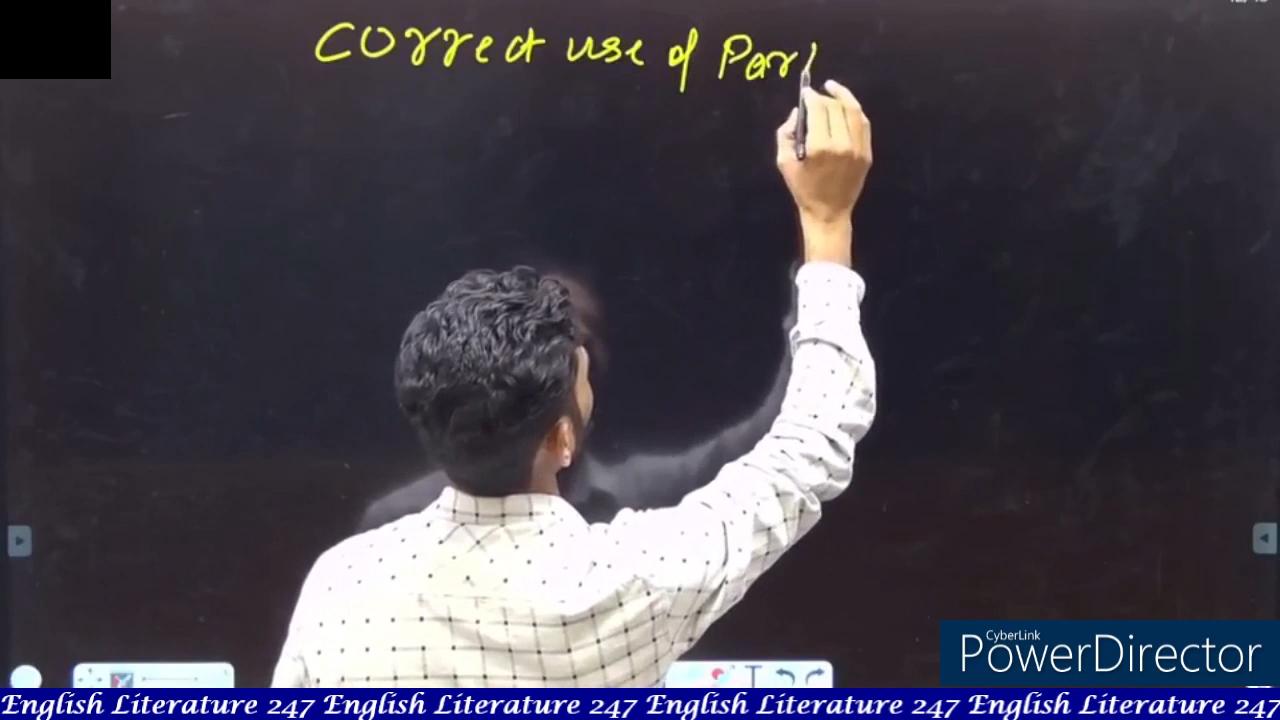 Correct use of Par
CyberLink
PowerDirector
English Literature 247 English Literature 247 English Literature 247 English Literature 247